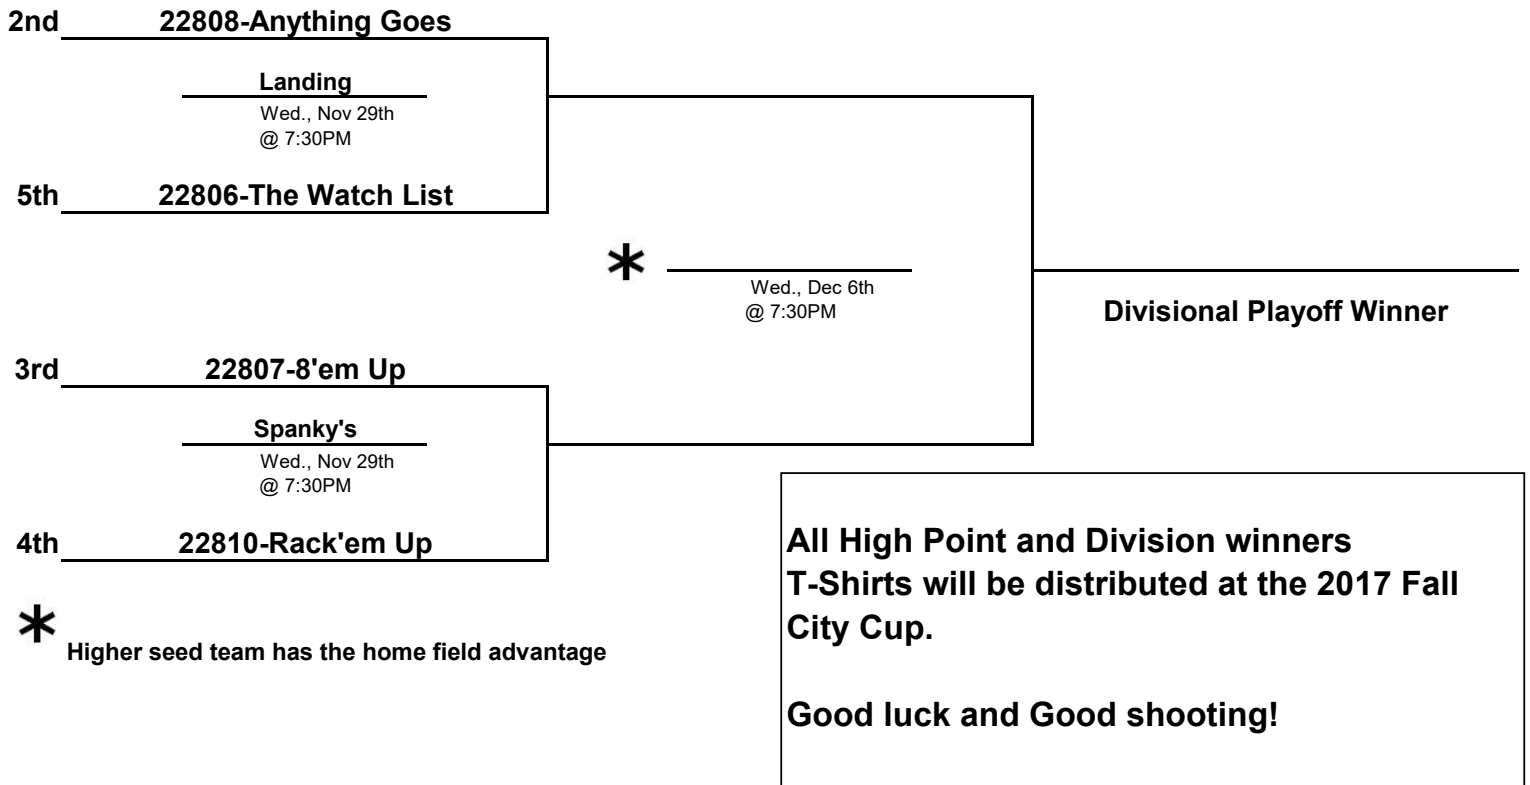 2nd 22808-Anything Goes
Landing
Wed., Nov 29th
@ 7:30PM
5th 22806-The Watch List
* 
Wed., Dec 6th
@ 7:30PM
Divisional Playoff Winner
3rd 22807-8'em Up
Spanky's
Wed., Nov 29th
@ 7:30PM
4th 22810-Rack'em Up
* Higher seed team has the home field advantage
All High Point and Division winners
T-Shirts will be distributed at the 2017 Fall
City Cup.
Good luck and Good shooting!